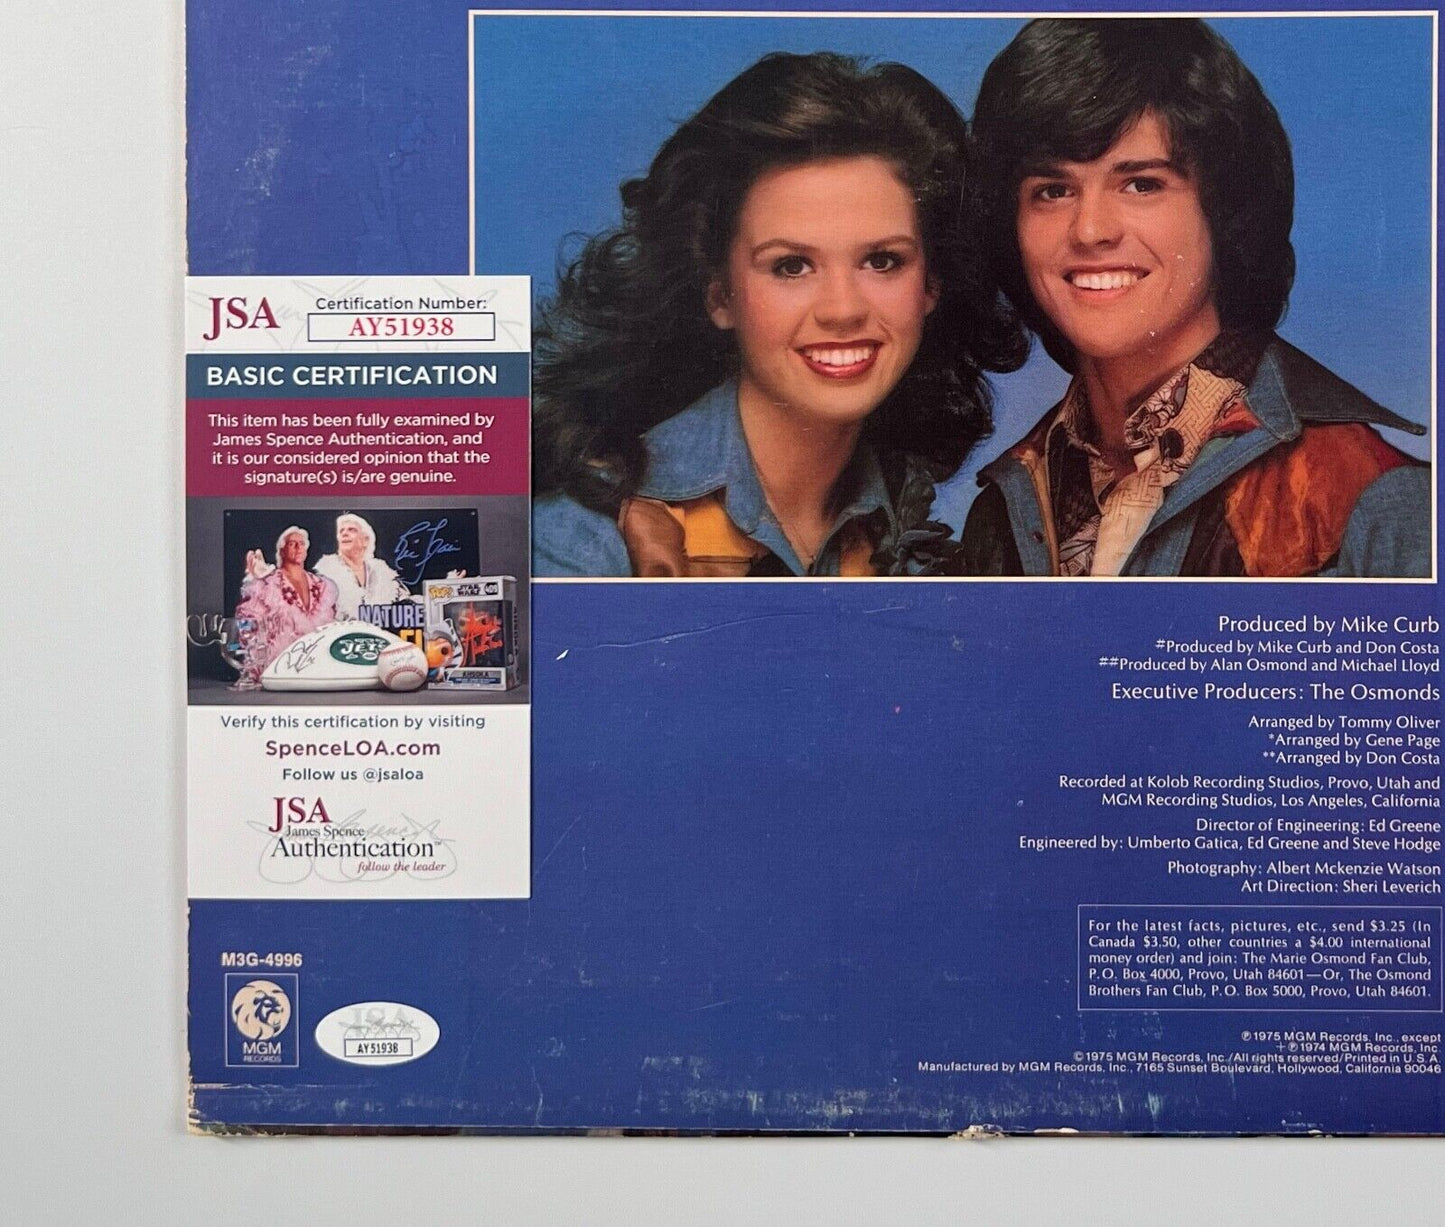 JSA
Certification Number:
AY51938
BASIC CERTIFICATION
This item has been fully examined by
James Spence Authentication, and
it is our considered opinion that the
signature(s) is/are genuine.
NATURE
POP!
STAR
WARS
409
JETS
AHSOKA
Verify this certification by visiting
SpenceLOA.com
Follow us @jsaloa
JSA
James Spence
Authentication™
follow the leader
Produced by Mike Curb
#Produced by Mike Curb and Don Costa
##Produced by Alan Osmond and Michael Lloyd
Executive Producers: The Osmonds
Arranged by Tommy Oliver
*Arranged by Gene Page
**Arranged by Don Costa
Recorded at Kolob Recording Studios, Provo, Utah and
MGM Recording Studios, Los Angeles, California
Director of Engineering: Ed Greene
Engineered by: Umberto Gatica, Ed Greene and Steve Hodge
Photography: Albert Mckenzie Watson
Art Direction: Sheri Leverich
For the latest facts, pictures, etc., send $3.25 (In
Canada $3.50, other countries a $4.00 international
money order) and join: The Marie Osmond Fan Club,
P.O. Box 4000, Provo, Utah 84601—Or, The Osmond
Brothers Fan Club, P.O. Box 5000, Provo, Utah 84601.
M3G-4996
MGM
RECORDS
JSA
AY51938
℗1975 MGM Records, Inc., except
+℗1974 MGM Records, Inc.
©1975 MGM Records, Inc./All rights reserved/Printed in U.S.A.
Manufactured by MGM Records, Inc., 7165 Sunset Boulevard, Hollywood, California 90046